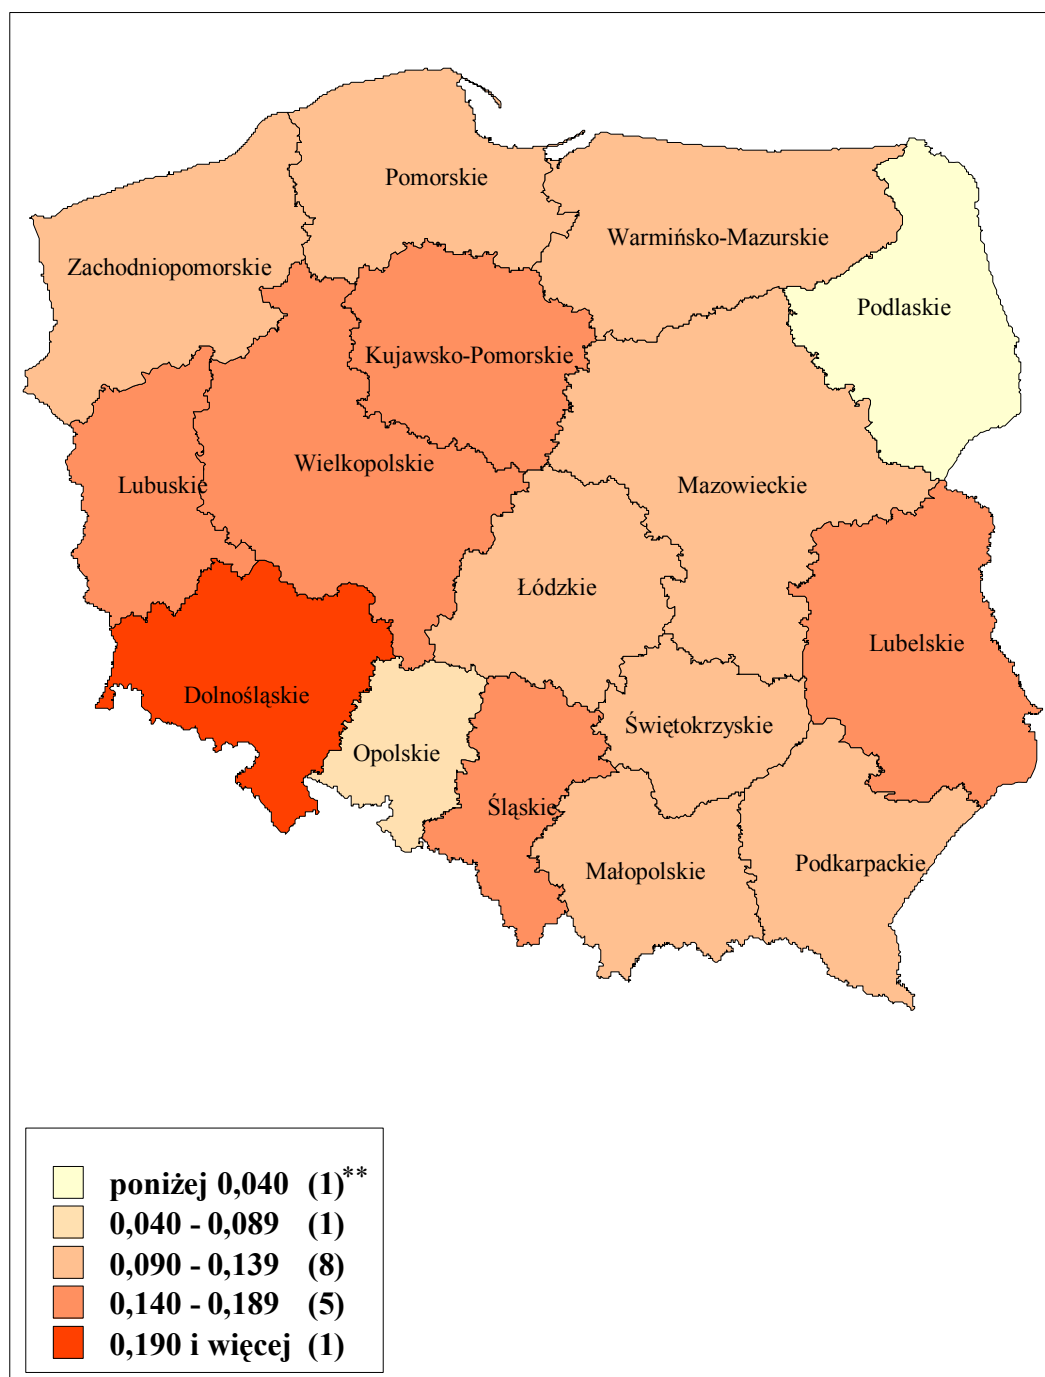 Pomorskie
Warmińsko-Mazurskie
Zachodniopomorskie
Podlaskie
Kujawsko-Pomorskie
Wielkopolskie
Lubuskie
Mazowieckie
Łódzkie
Lubelskie
Dolnośląskie
Świętokrzyskie
Opolskie
Śląskie
Podkarpackie
Małopolskie
poniżej 0,040 (1)**
0,040 - 0,089 (1)
0,090 - 0,139 (8)
0,140 - 0,189 (5)
0,190 i więcej (1)